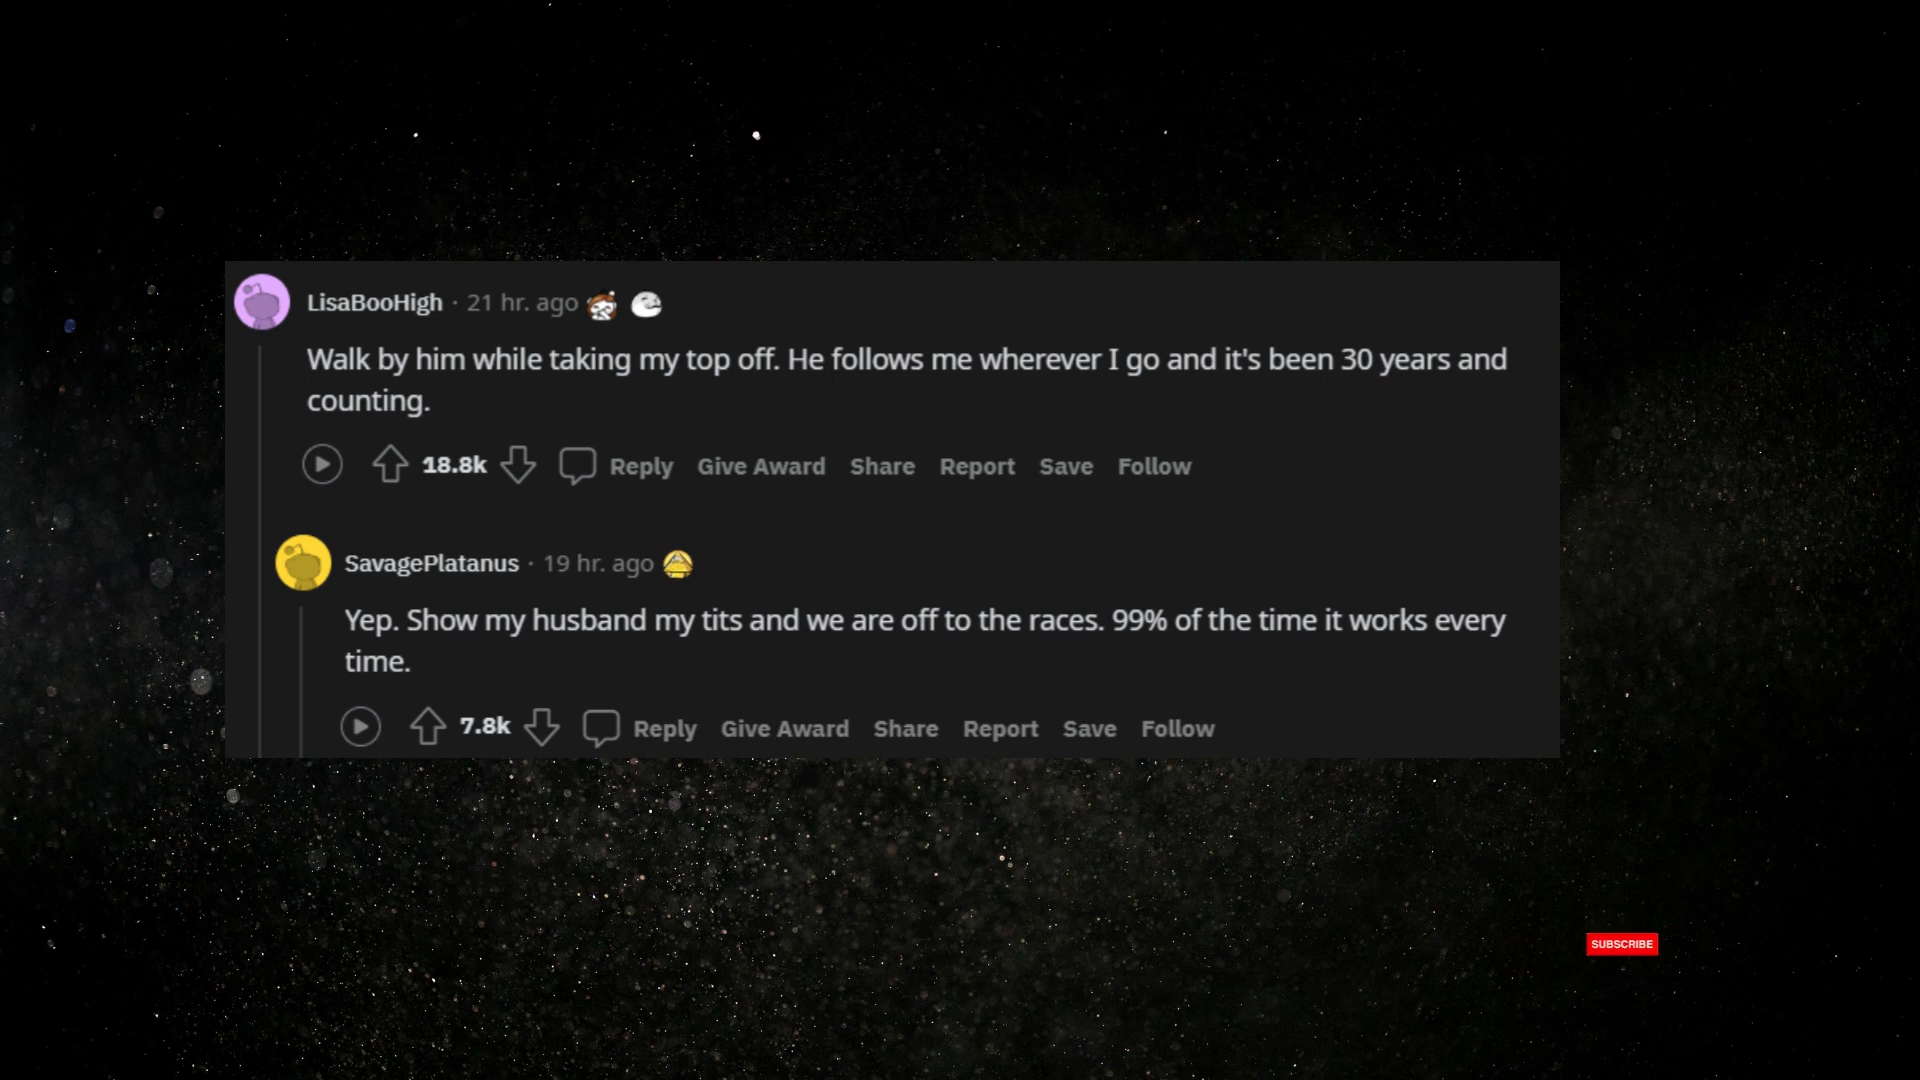 LisaBooHigh · 21 hr. ago
Walk by him while taking my top off. He follows me wherever I go and it's been 30 years and
counting.
18.8k Reply Give Award Share Report Save Follow
SavagePlatanus · 19 hr. ago
Yep. Show my husband my tits and we are off to the races. 99% of the time it works every
time.
7.8k Reply Give Award Share Report Save Follow
SUBSCRIBE